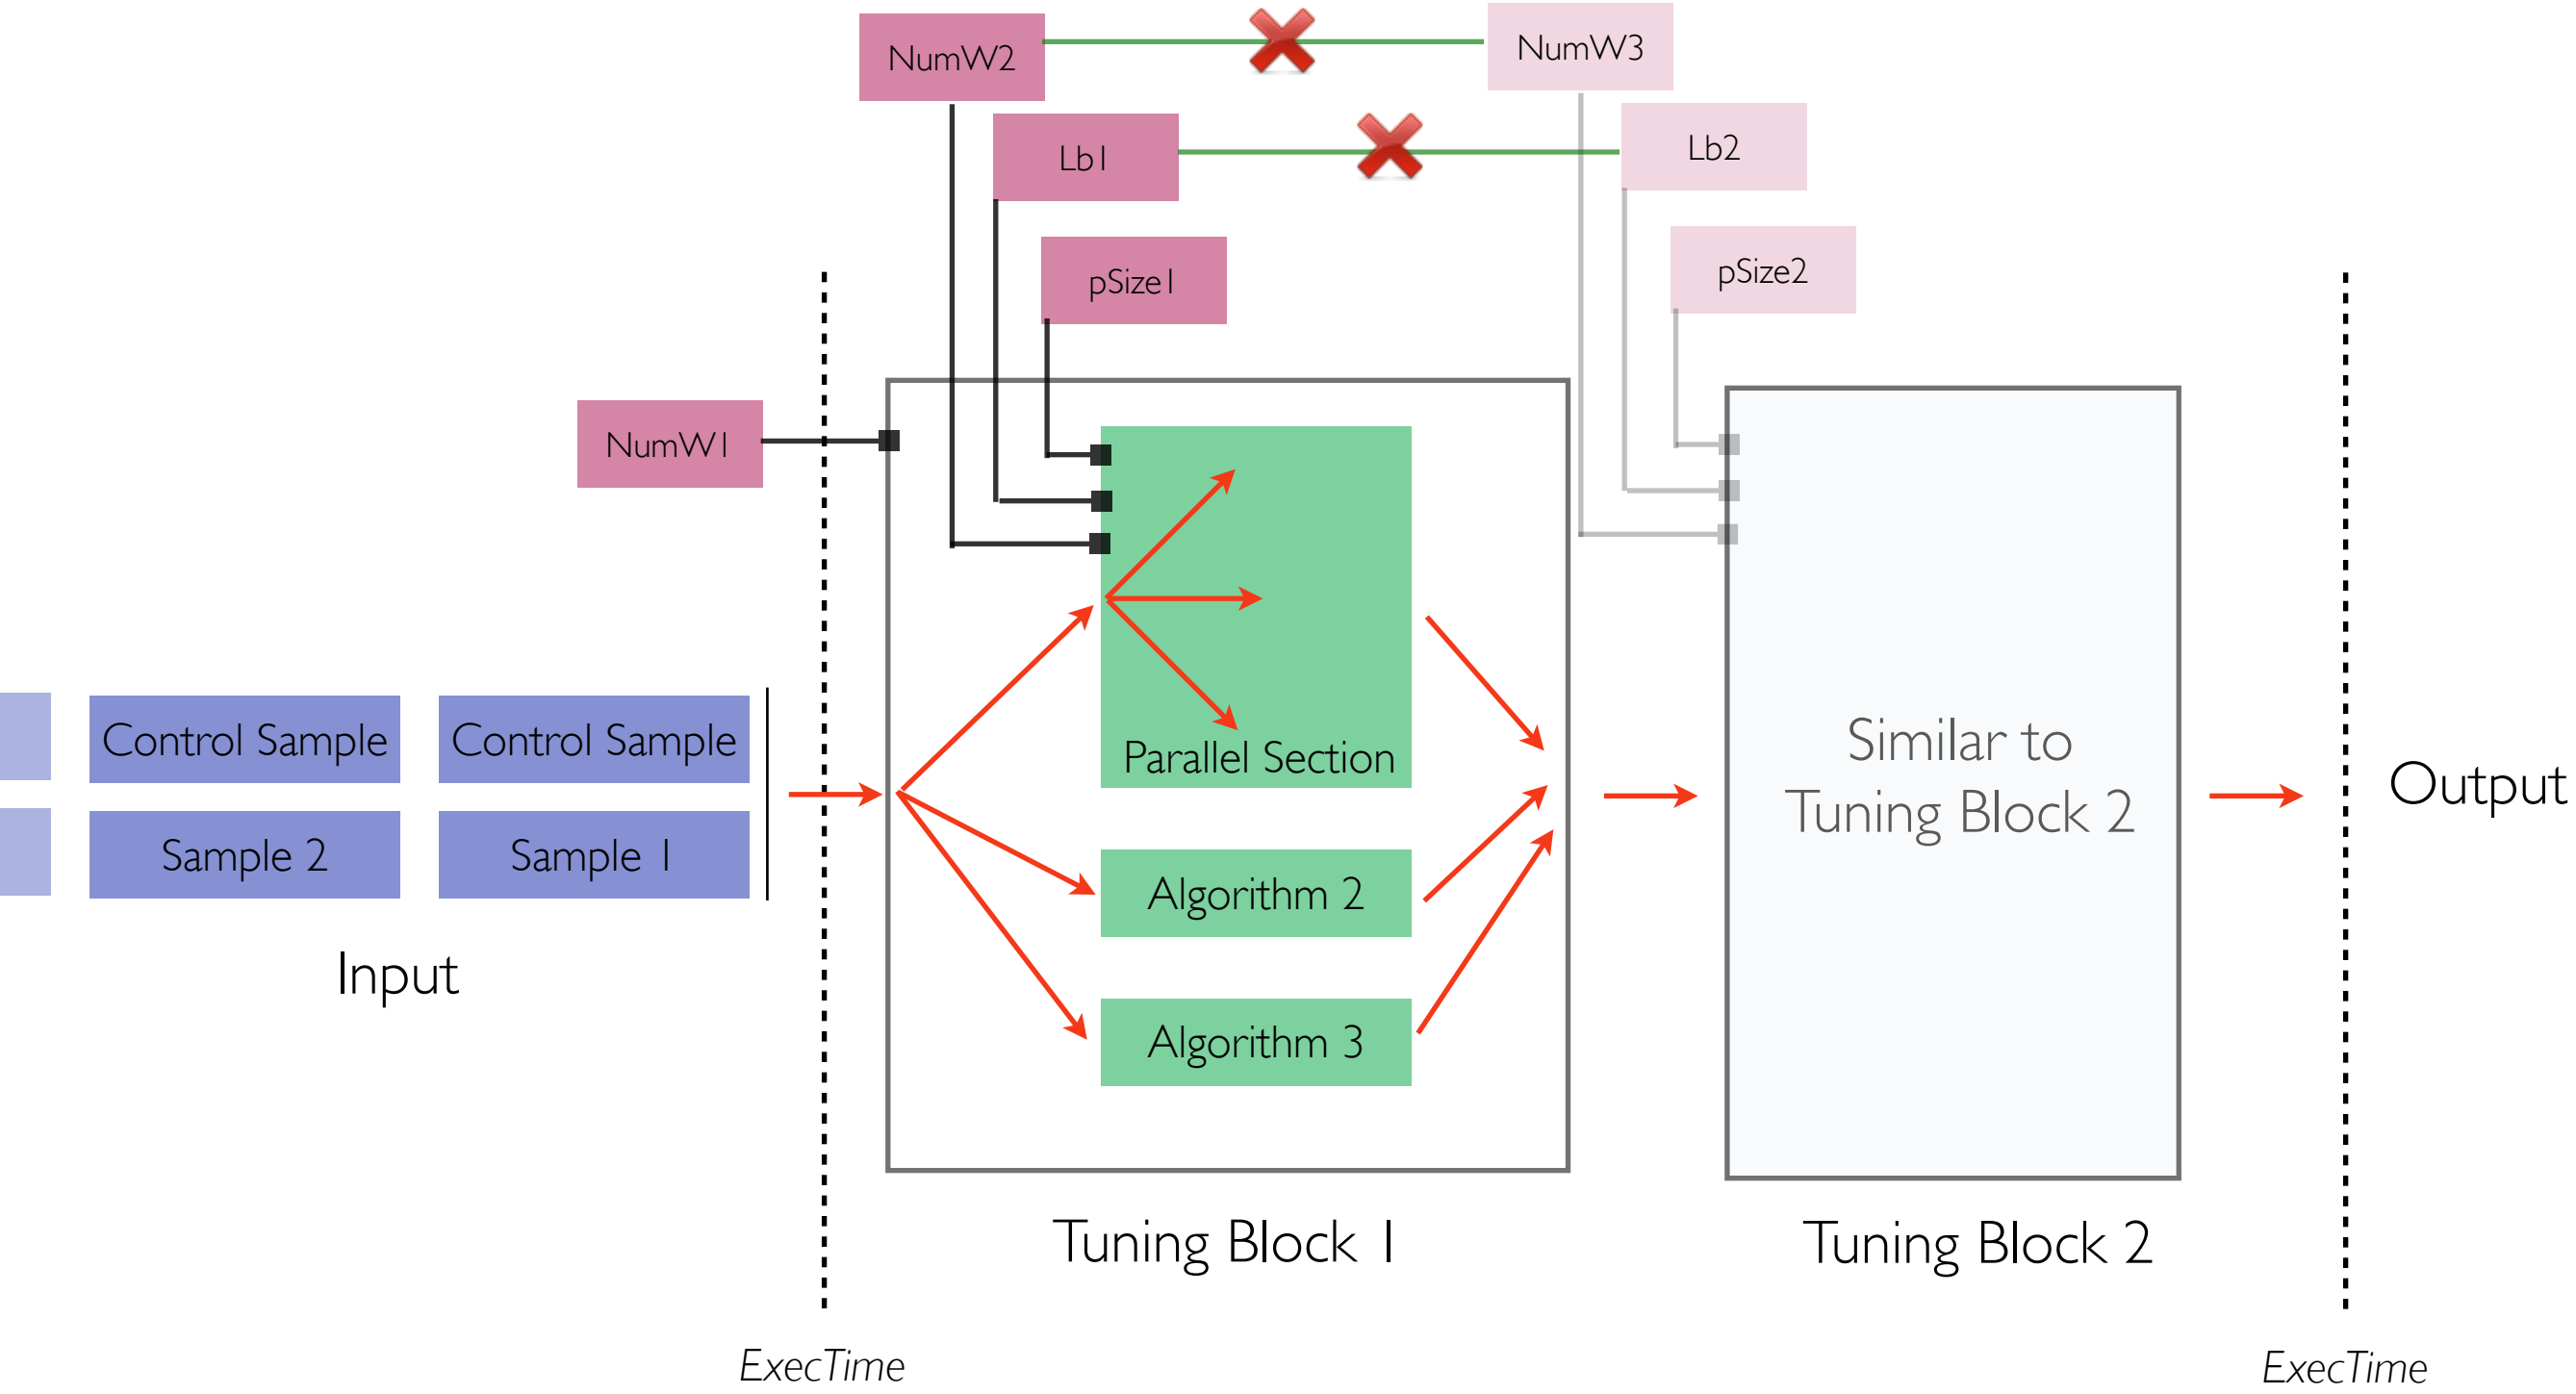 NumW2
NumW3
Lb1
Lb2
pSize1
pSize2
NumW1
Control Sample
Control Sample
Sample 2
Sample 1
Input
Parallel Section
Algorithm 2
Algorithm 3
Similar to
Tuning Block 2
Output
Tuning Block 1
Tuning Block 2
ExecTime
ExecTime